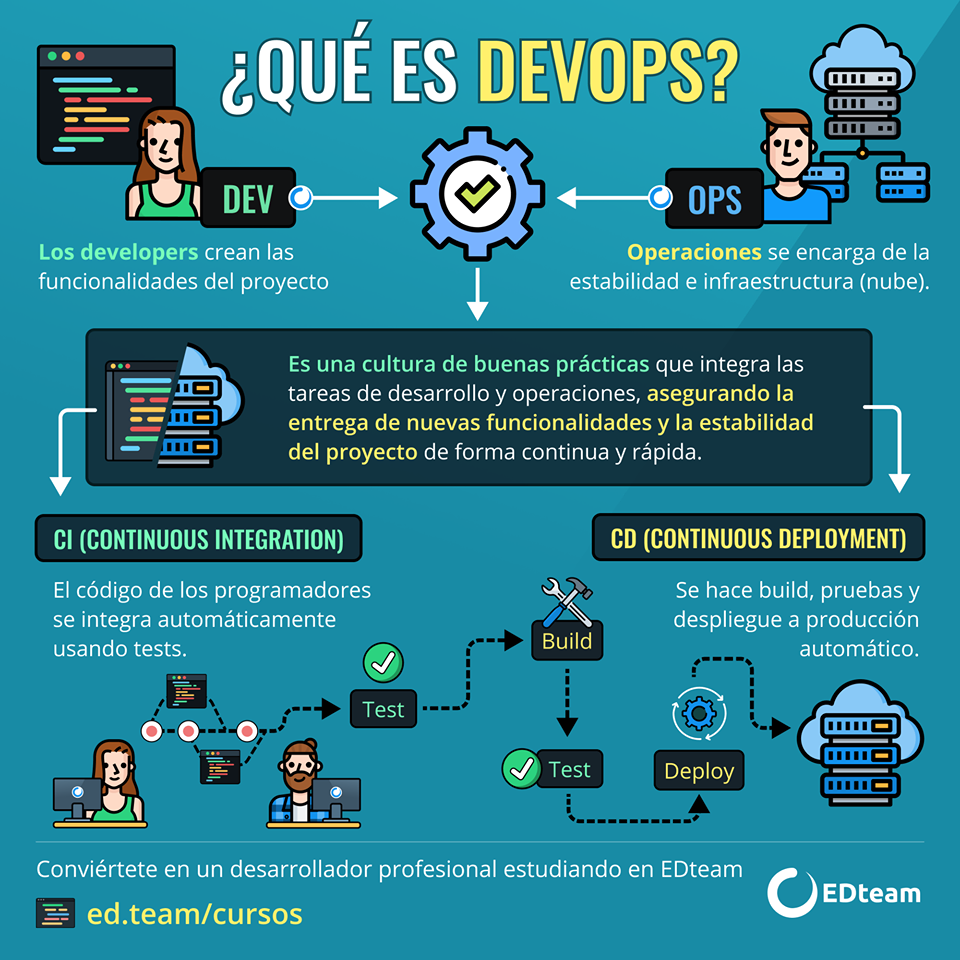 ¿QUÉ ES DEVOPS?
DEV
OPS
Los developers crean las
funcionalidades del proyecto
Operaciones se encarga de la
estabilidad e infraestructura (nube).
Es una cultura de buenas prácticas que integra las
tareas de desarrollo y operaciones, asegurando la
entrega de nuevas funcionalidades y la estabilidad
del proyecto de forma continua y rápida.
CI (CONTINUOUS INTEGRATION)
El código de los programadores
se integra automáticamente
usando tests.
CD (CONTINUOUS DEPLOYMENT)
Se hace build, pruebas y
despliegue a producción
automático.
Test
Build
Test
Deploy
Conviértete en un desarrollador profesional estudiando en EDteam
ed.team/cursos
EDteam